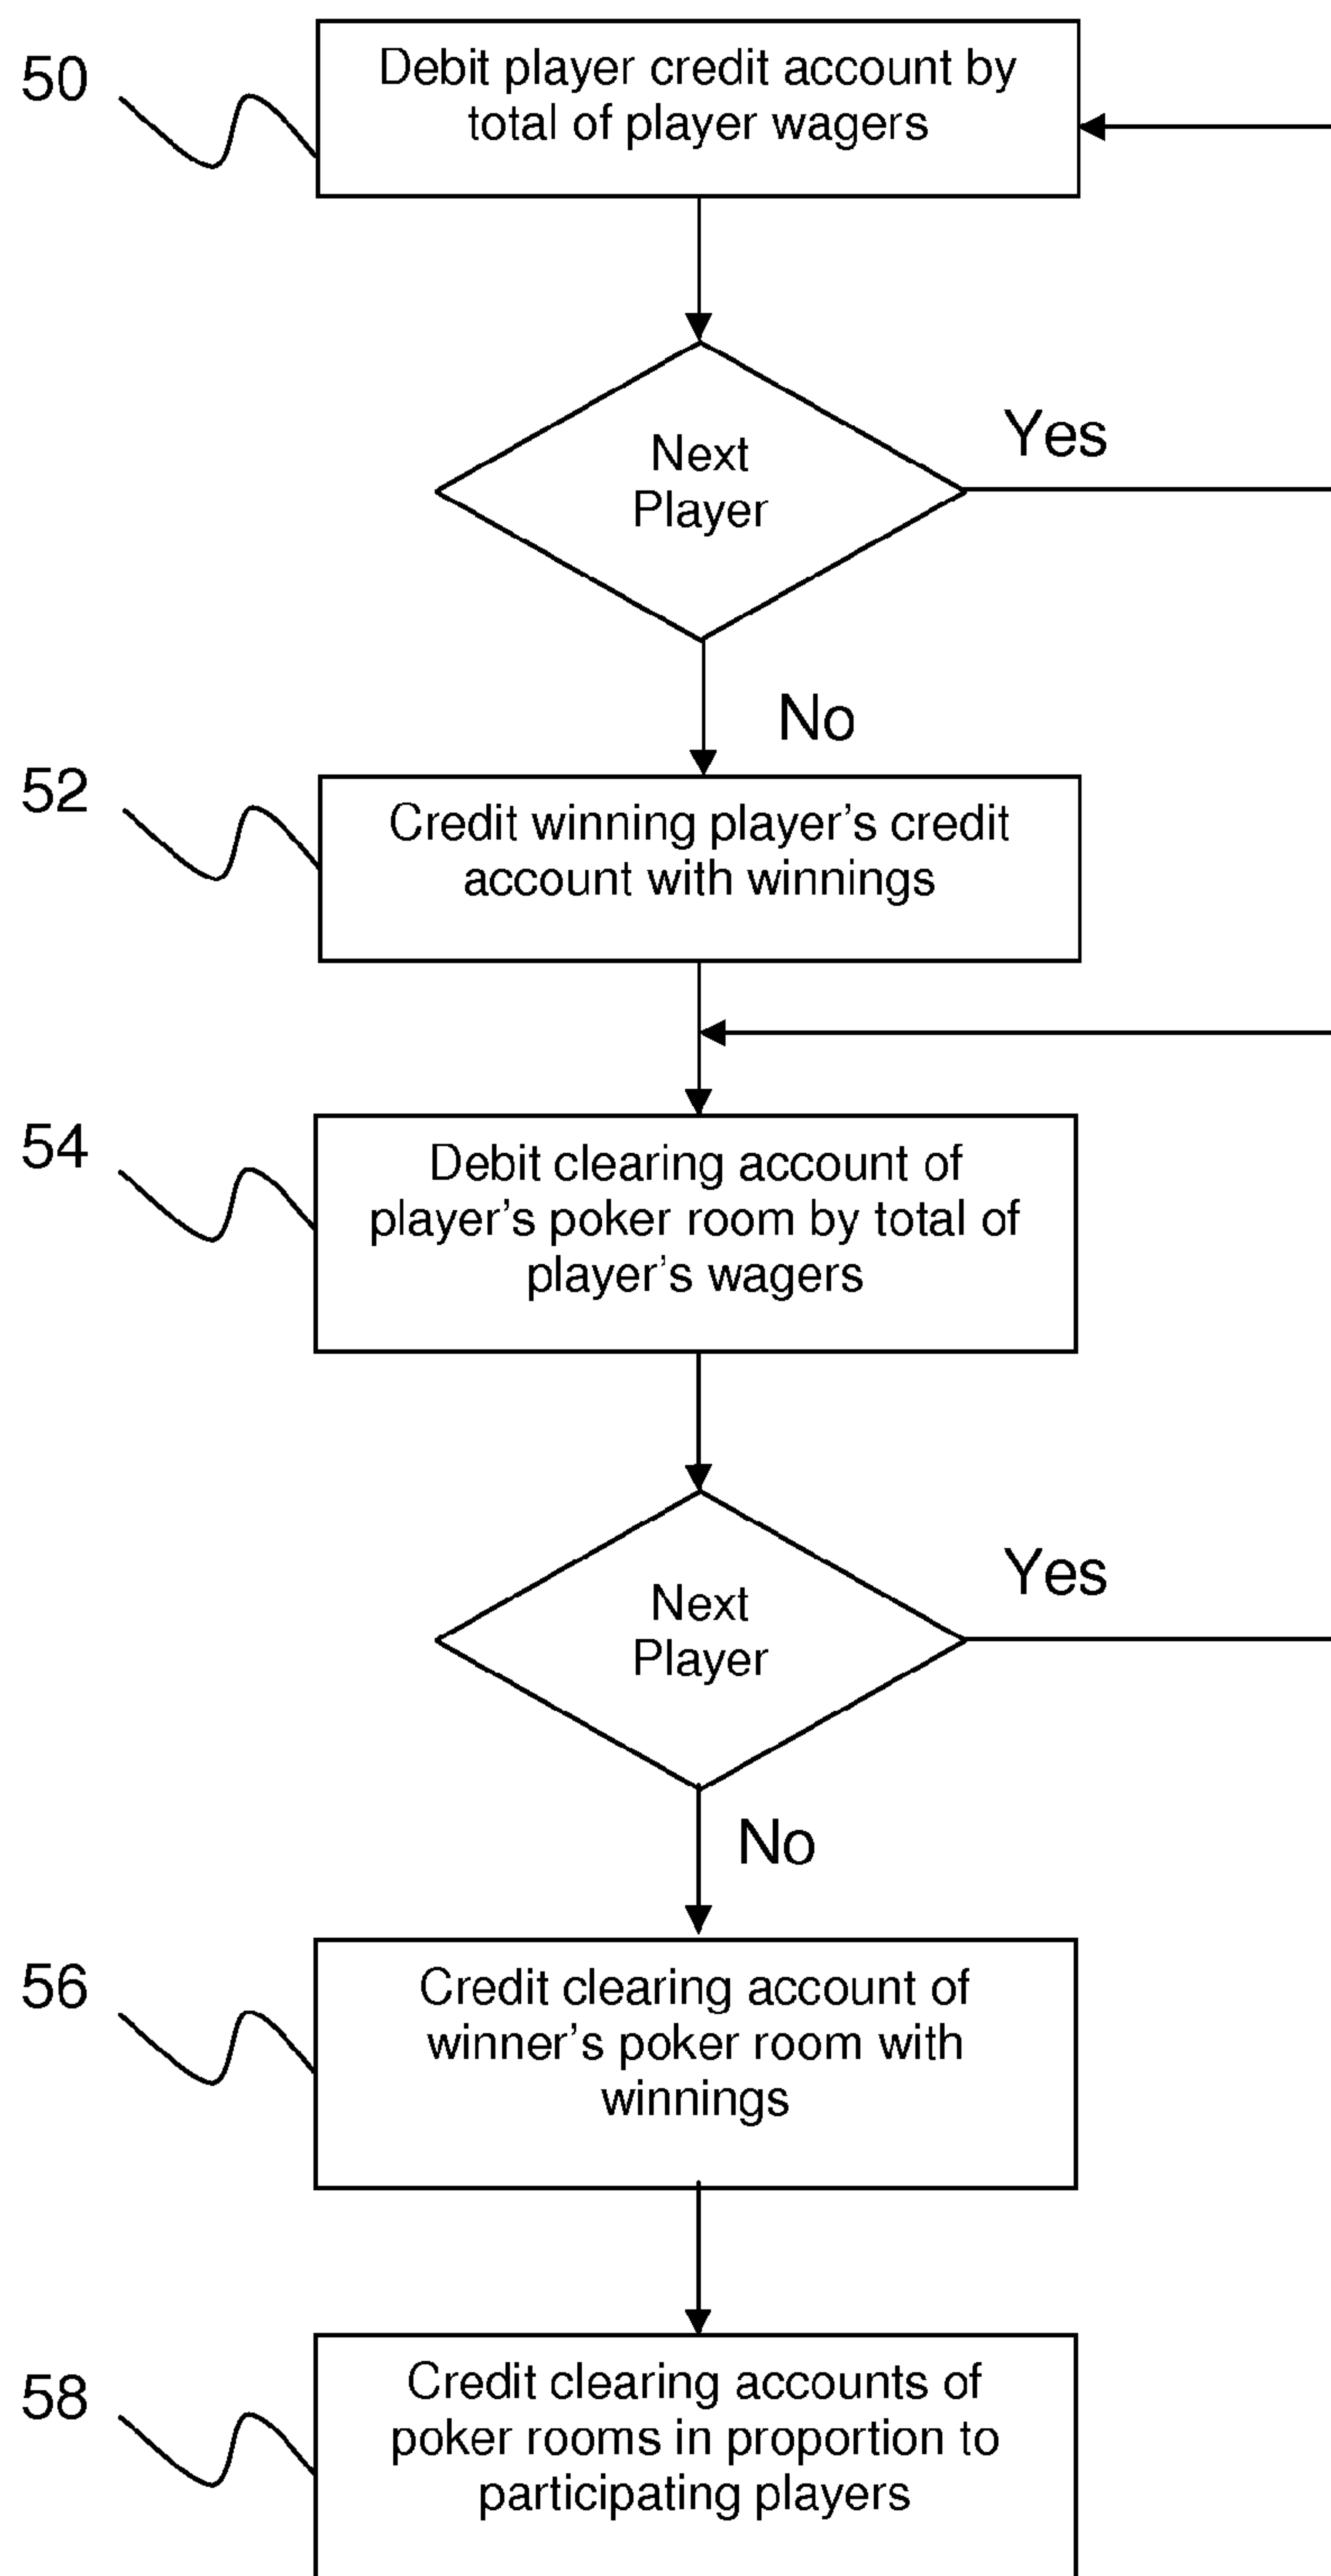 50
Debit player credit account by
total of player wagers
Next
Player
Yes
No
52
Credit winning player's credit
account with winnings
54
Debit clearing account of
player's poker room by total of
player's wagers
Next
Player
Yes
No
56
Credit clearing account of
winner's poker room with
winnings
58
Credit clearing accounts of
poker rooms in proportion to
participating players